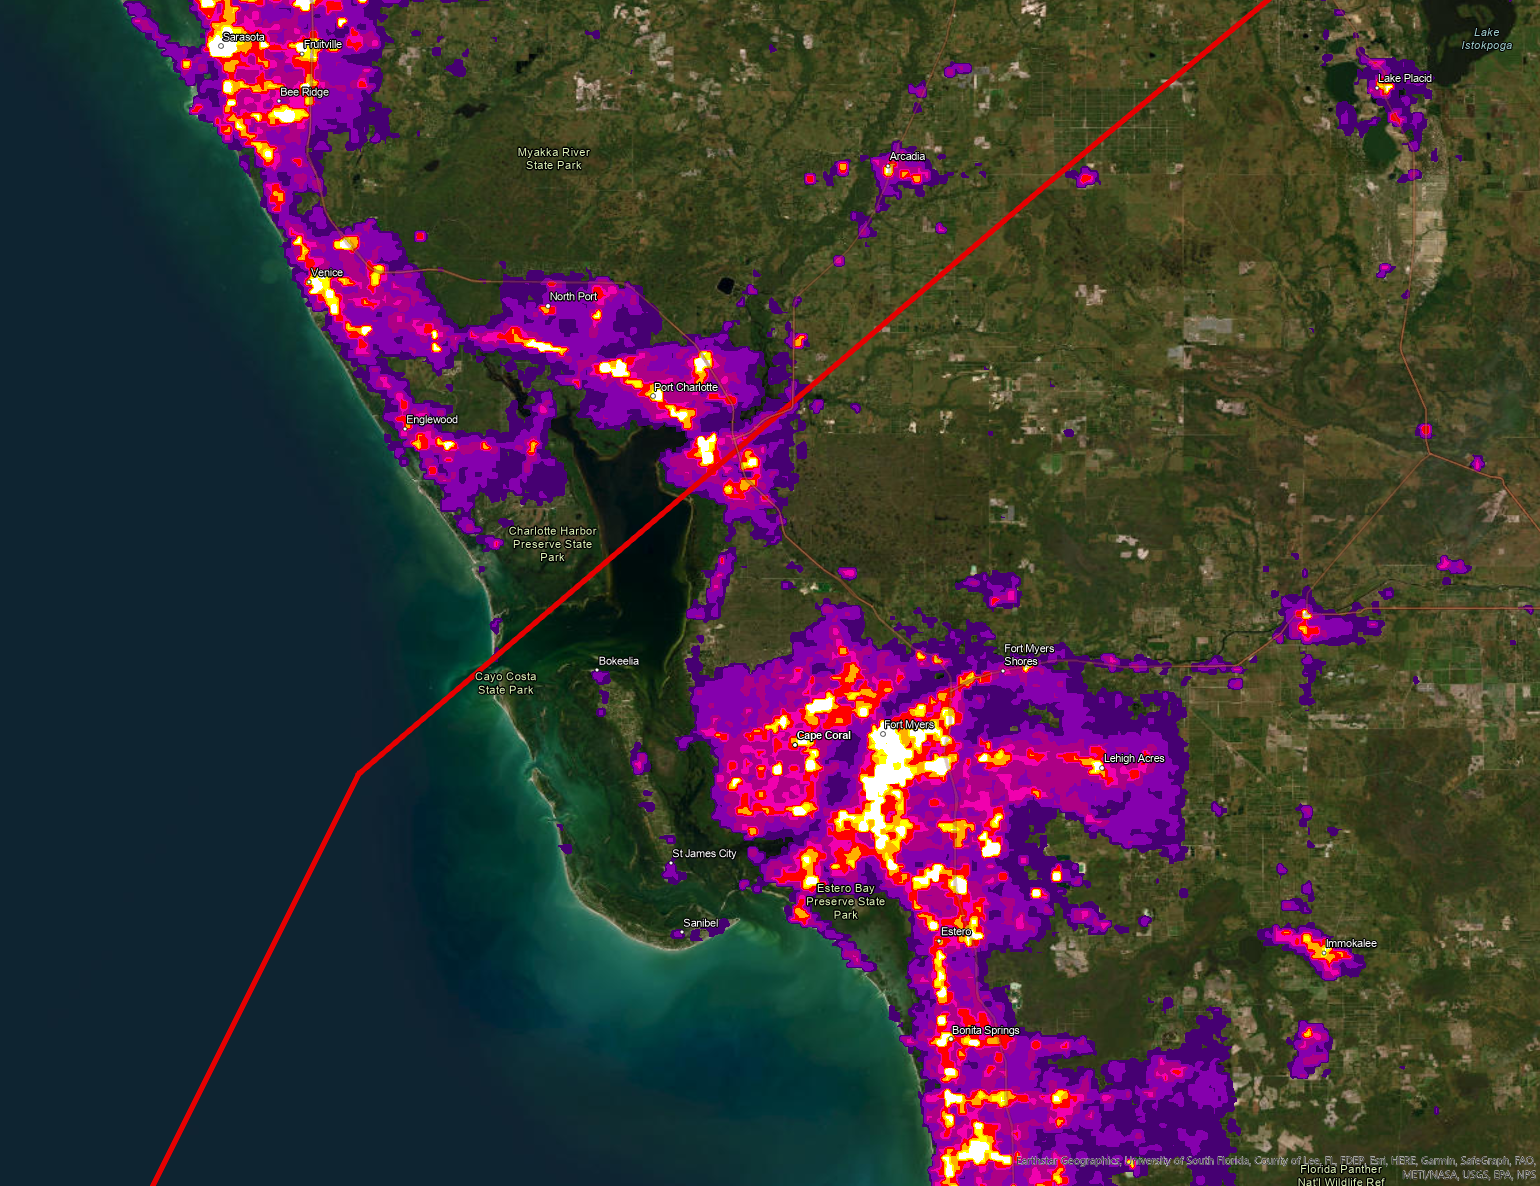 Lake
Istokpoga
Sarasota
Fruitville
Lake Placid
Bee Ridge
Myakka River
State Park
Arcadia
Venice
North Port
Port Charlotte
Englewood
Charlotte Harbor
Preserve State
Park
Fort Myers
Shores
Bokeelia
Cayo Costa
State Park
Fort Myers
Cape Coral
Lehigh Acres
St James City
Estero Bay
Preserve State
Park
Sanibel
Estero
Immokalee
Bonita Springs
Earthstar Geographics, University of South Florida, County of Lee, FL, FDEP, Esri, HERE, Garmin, SafeGraph, FAO,
METI/NASA, USGS, EPA, NPS
Florida Panther
Nat'l Wildlife Ref